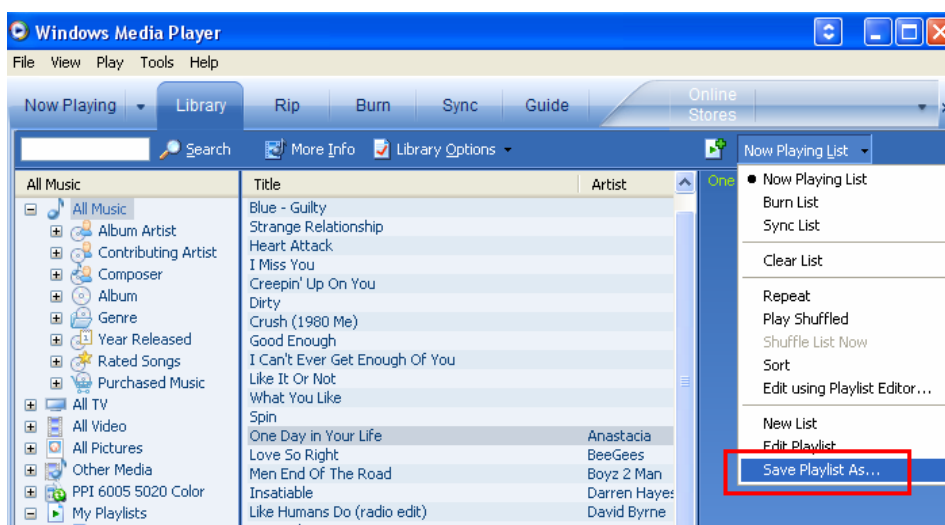 Windows Media Player
File View Play Tools Help
Now Playing Library Rip Burn Sync Guide Online Stores
Search More Info Library Options Now Playing List
All Music
All Music
Album Artist
Contributing Artist
Composer
Album
Genre
Year Released
Rated Songs
Purchased Music
All TV
All Video
All Pictures
Other Media
PPI 6005 5020 Color
My Playlists
Title Artist
Blue - Guilty
Strange Relationship
Heart Attack
I Miss You
Creepin' Up On You
Dirty
Crush (1980 Me)
Good Enough
I Can't Ever Get Enough Of You
Like It Or Not
What You Like
Spin
One Day in Your Life Anastacia
Love So Right BeeGees
Men End Of The Road Boyz 2 Man
Insatiable Darren Hayes
Like Humans Do (radio edit) David Byrne
One
Now Playing List
Burn List
Sync List
Clear List
Repeat
Play Shuffled
Shuffle List Now
Sort
Edit using Playlist Editor...
New List
Edit Playlist
Save Playlist As...